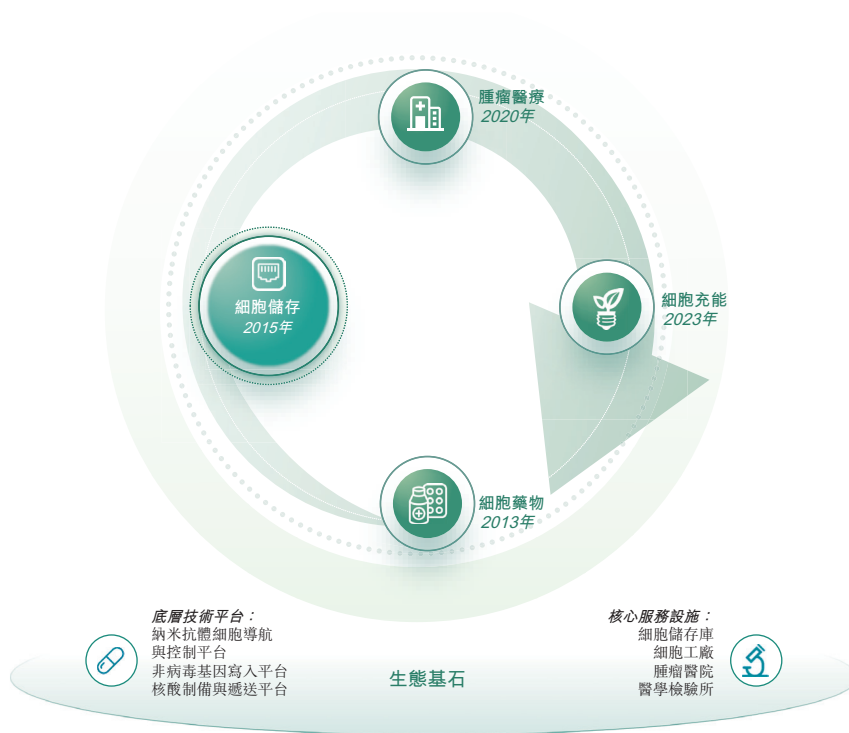 腫瘤醫療
2020年
細胞儲存
2015年
細胞充能
2023年
細胞藥物
2013年
底層技術平台：
納米抗體細胞導航
與控制平台
非病毒基因寫入平台
核酸制備與遞送平台
生態基石
核心服務設施：
細胞儲存庫
細胞工廠
腫瘤醫院
醫學檢驗所